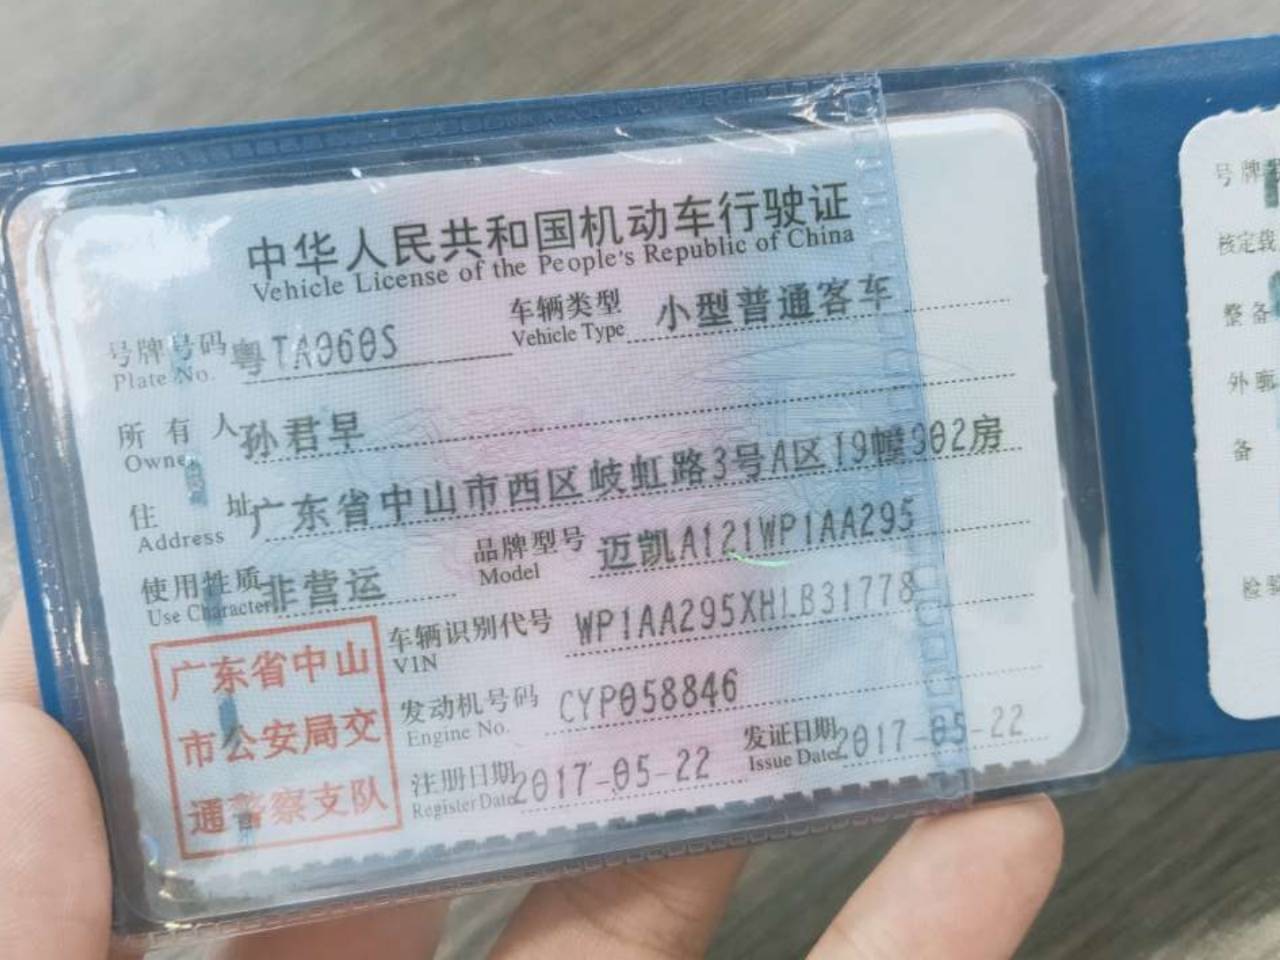 中华人民共和国机动车行驶证
Vehicle License of the People's Republic of China
号牌号码 粤TA060S 车辆类型 小型普通客车
Plate No. Vehicle Type
所有人 孙君早
Owner
住址 广东省中山市西区岐虹路3号A区19幢902房
Address
使用性质 非营运 品牌型号 迈凯A121WP1AA295
Use Character Model
广东省中山
市公安局交
通警察支队
车辆识别代号 WP1AA295XHLB31778
VIN
发动机号码 CYP058846
Engine No.
注册日期 2017-05-22 发证日期 2017-05-22
Register Date Issue Date
号牌
核定载
整备
外廓
备
检验